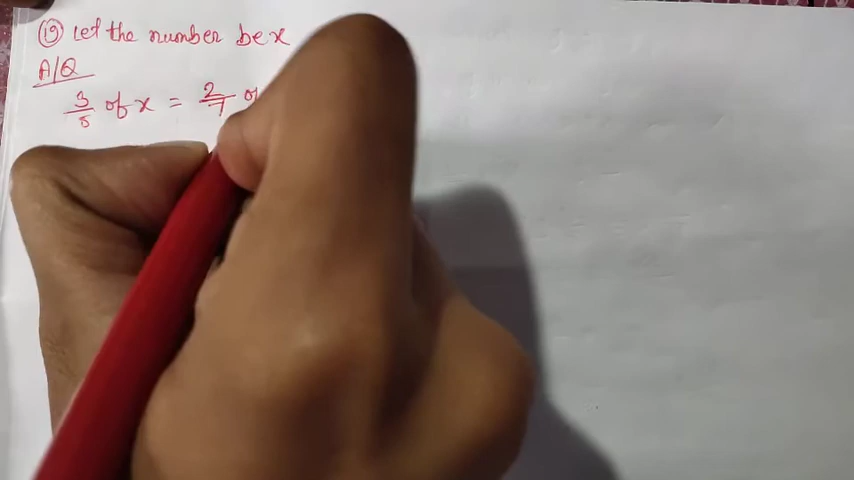 19 Let the number be x
A/Q
3/5 of x = 2/7 of